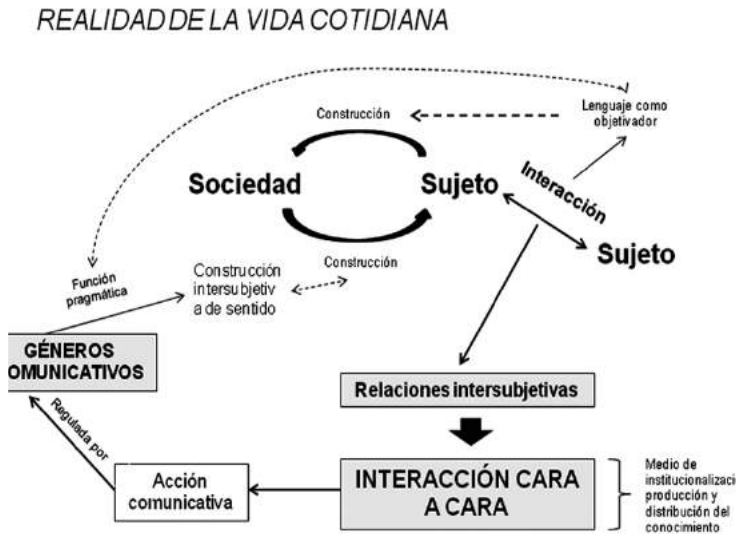 REALIDAD DE LA VIDA COTIDIANA
Construcción
Lenguaje como
objetivador
Sociedad
Sujeto
Interacción
Sujeto
Función
pragmática
Construcción
intersubjetiv
a de sentido
Construcción
GÉNEROS
OMUNICATIVOS
Relaciones intersubjetivas
Regulada por
Acción
comunicativa
INTERACCIÓN CARA
A CARA
Medio de
institucionalizaci
producción y
distribución del
conocimiento